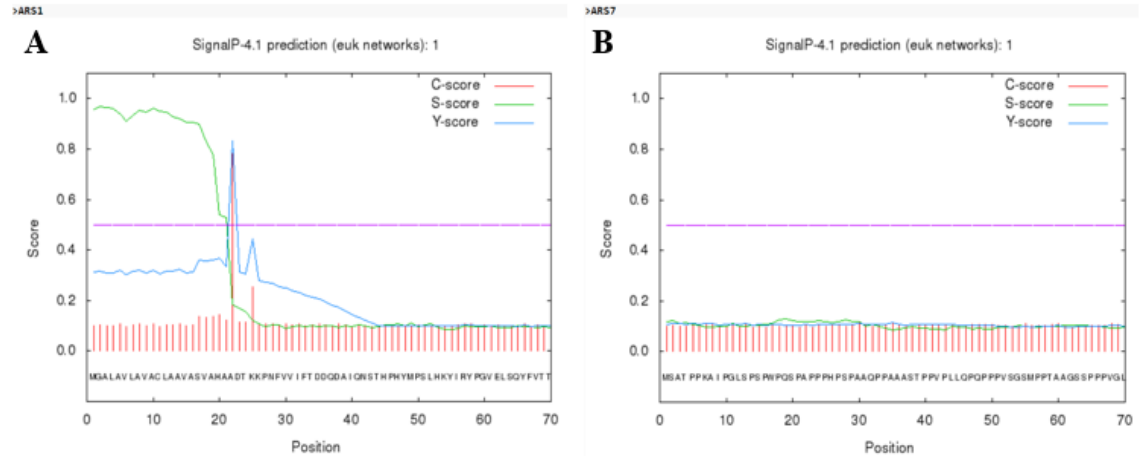 >ARS1
A
SignalP-4.1 prediction (euk networks): 1
C-score
S-score
Y-score
Score
1.0
0.8
0.6
0.4
0.2
0.0
MGALAVLAVACLAAVASVAHAADTKKPNFVVIFTDDQDAIQNSTHPHYMPSLHKYIRYPGVELSQYFVTT
0 10 20 30 40 50 60 70
Position
>ARS7
B
SignalP-4.1 prediction (euk networks): 1
C-score
S-score
Y-score
Score
1.0
0.8
0.6
0.4
0.2
0.0
MSATPPKAIPGLSPSPWPQSPAPPPHPSPAAQPPAAASTPPVPLLQPQPPPVSGSMPPTAAGSSPPPVGL
0 10 20 30 40 50 60 70
Position